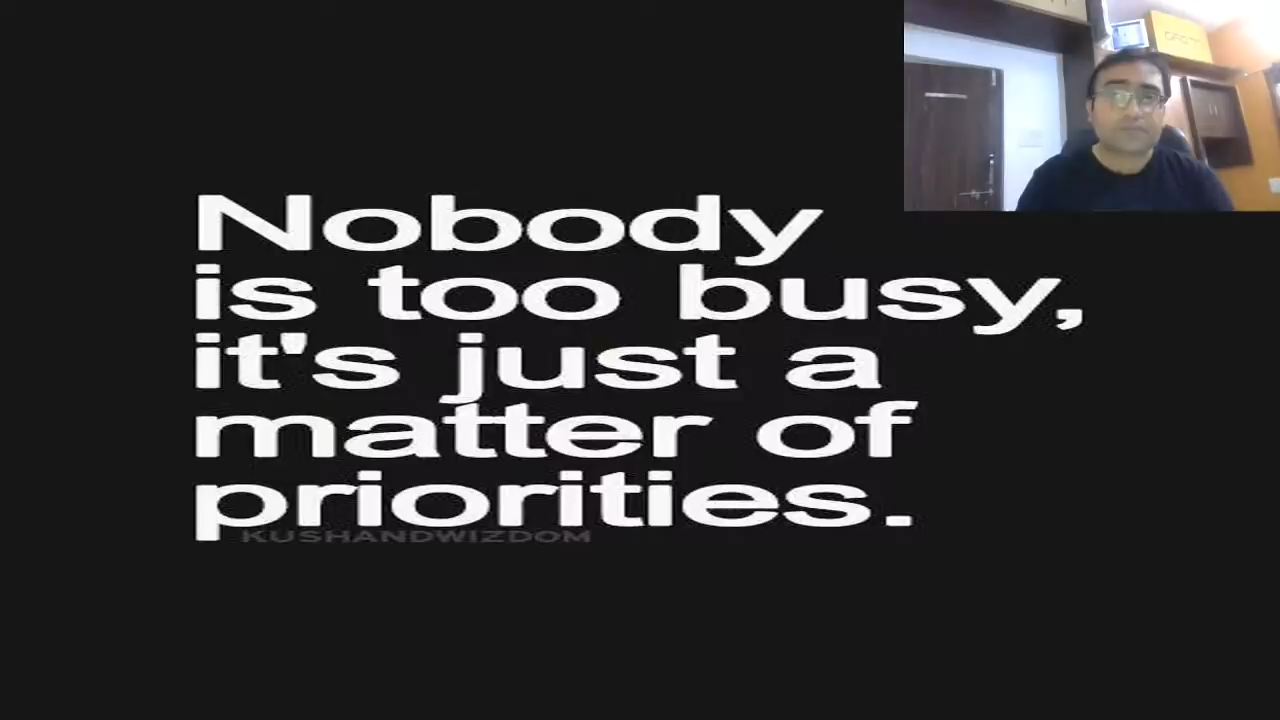 Nobody
is too busy,
it's just a
matter of
priorities.
KUSHANDWIZDOM